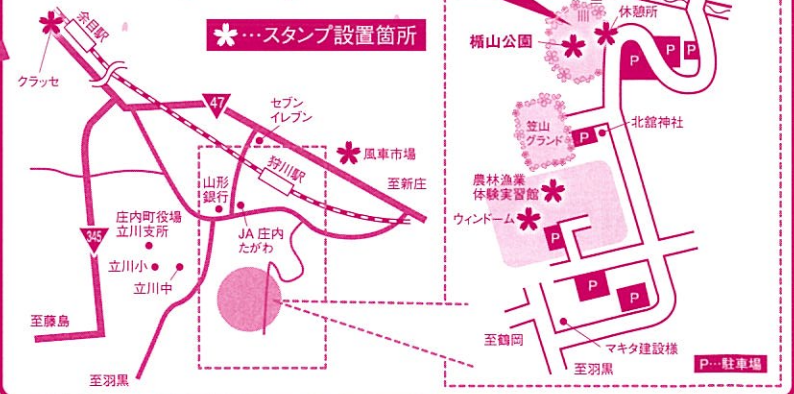 余目駅
クラッセ
…スタンプ設置箇所
47
セブン
イレブン
風車市場
狩川駅
至新庄
山形
銀行
JA 庄内
たがわ
庄内町役場
立川支所
345
立川小
立川中
至藤島
至羽黒
休憩所
楯山公園
P
P
P
笠山
グランド
P
北舘神社
農林漁業
体験実習館
ウィンドーム
P
P
P
至鶴岡
マキタ建設様
至羽黒
P…駐車場